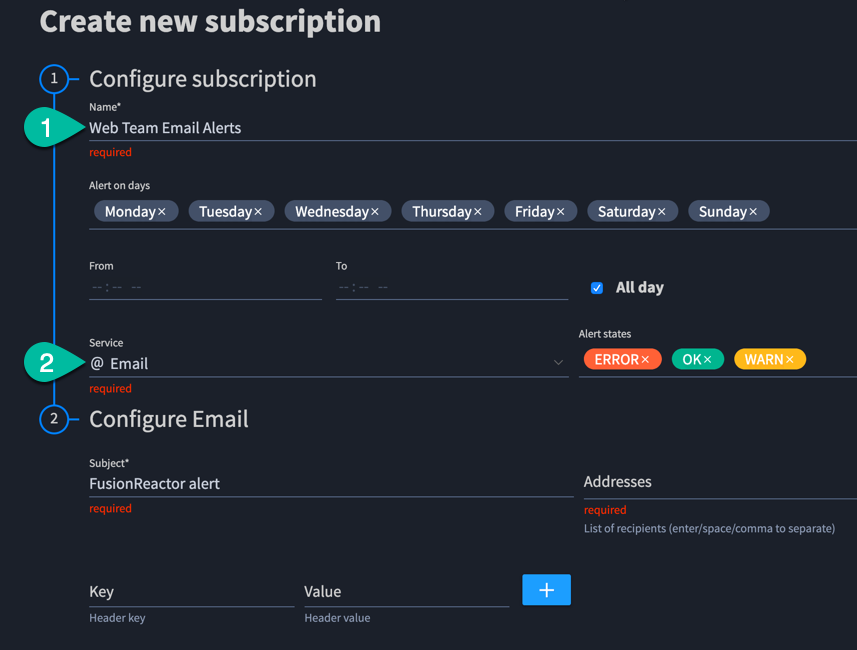 Create new subscription
1 Configure subscription
Name*
1 Web Team Email Alerts
required
Alert on days
Monday× Tuesday× Wednesday× Thursday× Friday× Saturday× Sunday×
From To
--:-- -- --:-- -- All day
Service Alert states
2 @ Email ERROR× OK× WARN×
required
2 Configure Email
Subject*
FusionReactor alert Addresses
required required
List of recipients (enter/space/comma to separate)
Key Value +
Header key Header value